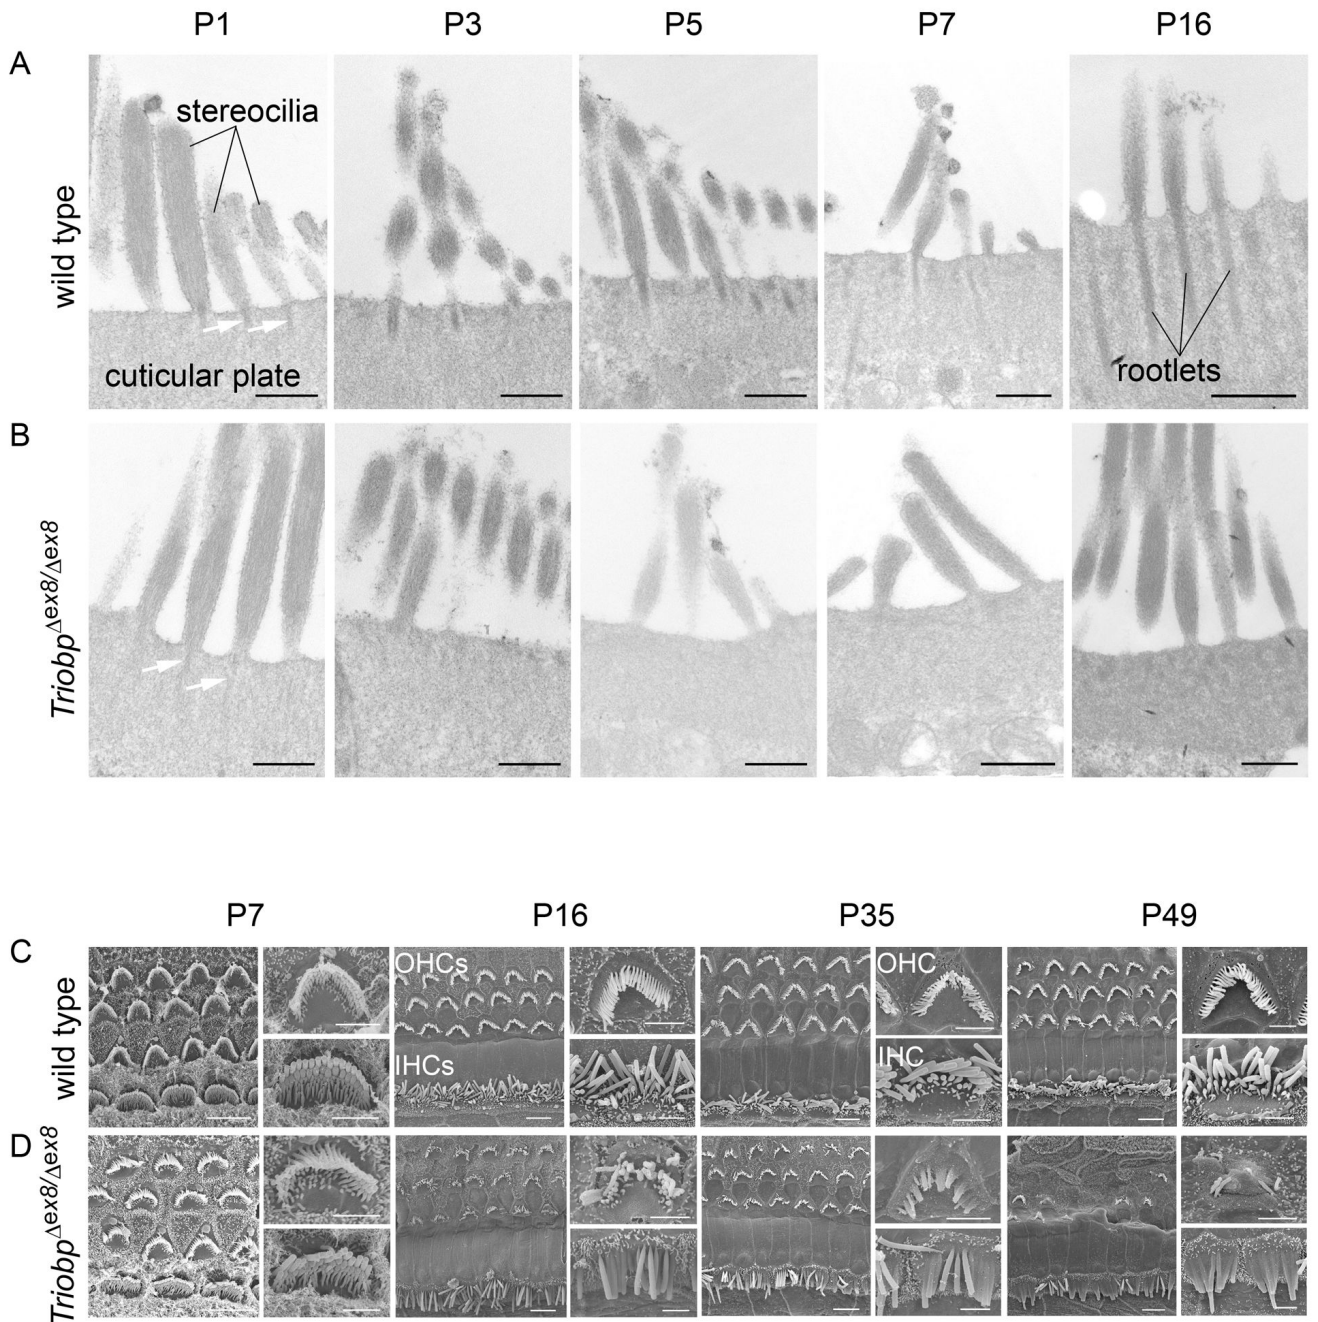 P1 P3 P5 P7 P16
A
wild type
stereocilia
cuticular plate
rootlets
B
Triobp^Δex8/Δex8
P7 P16 P35 P49
C
wild type
OHCs
OHC
IHCs
IHC
D
Triobp^Δex8/Δex8